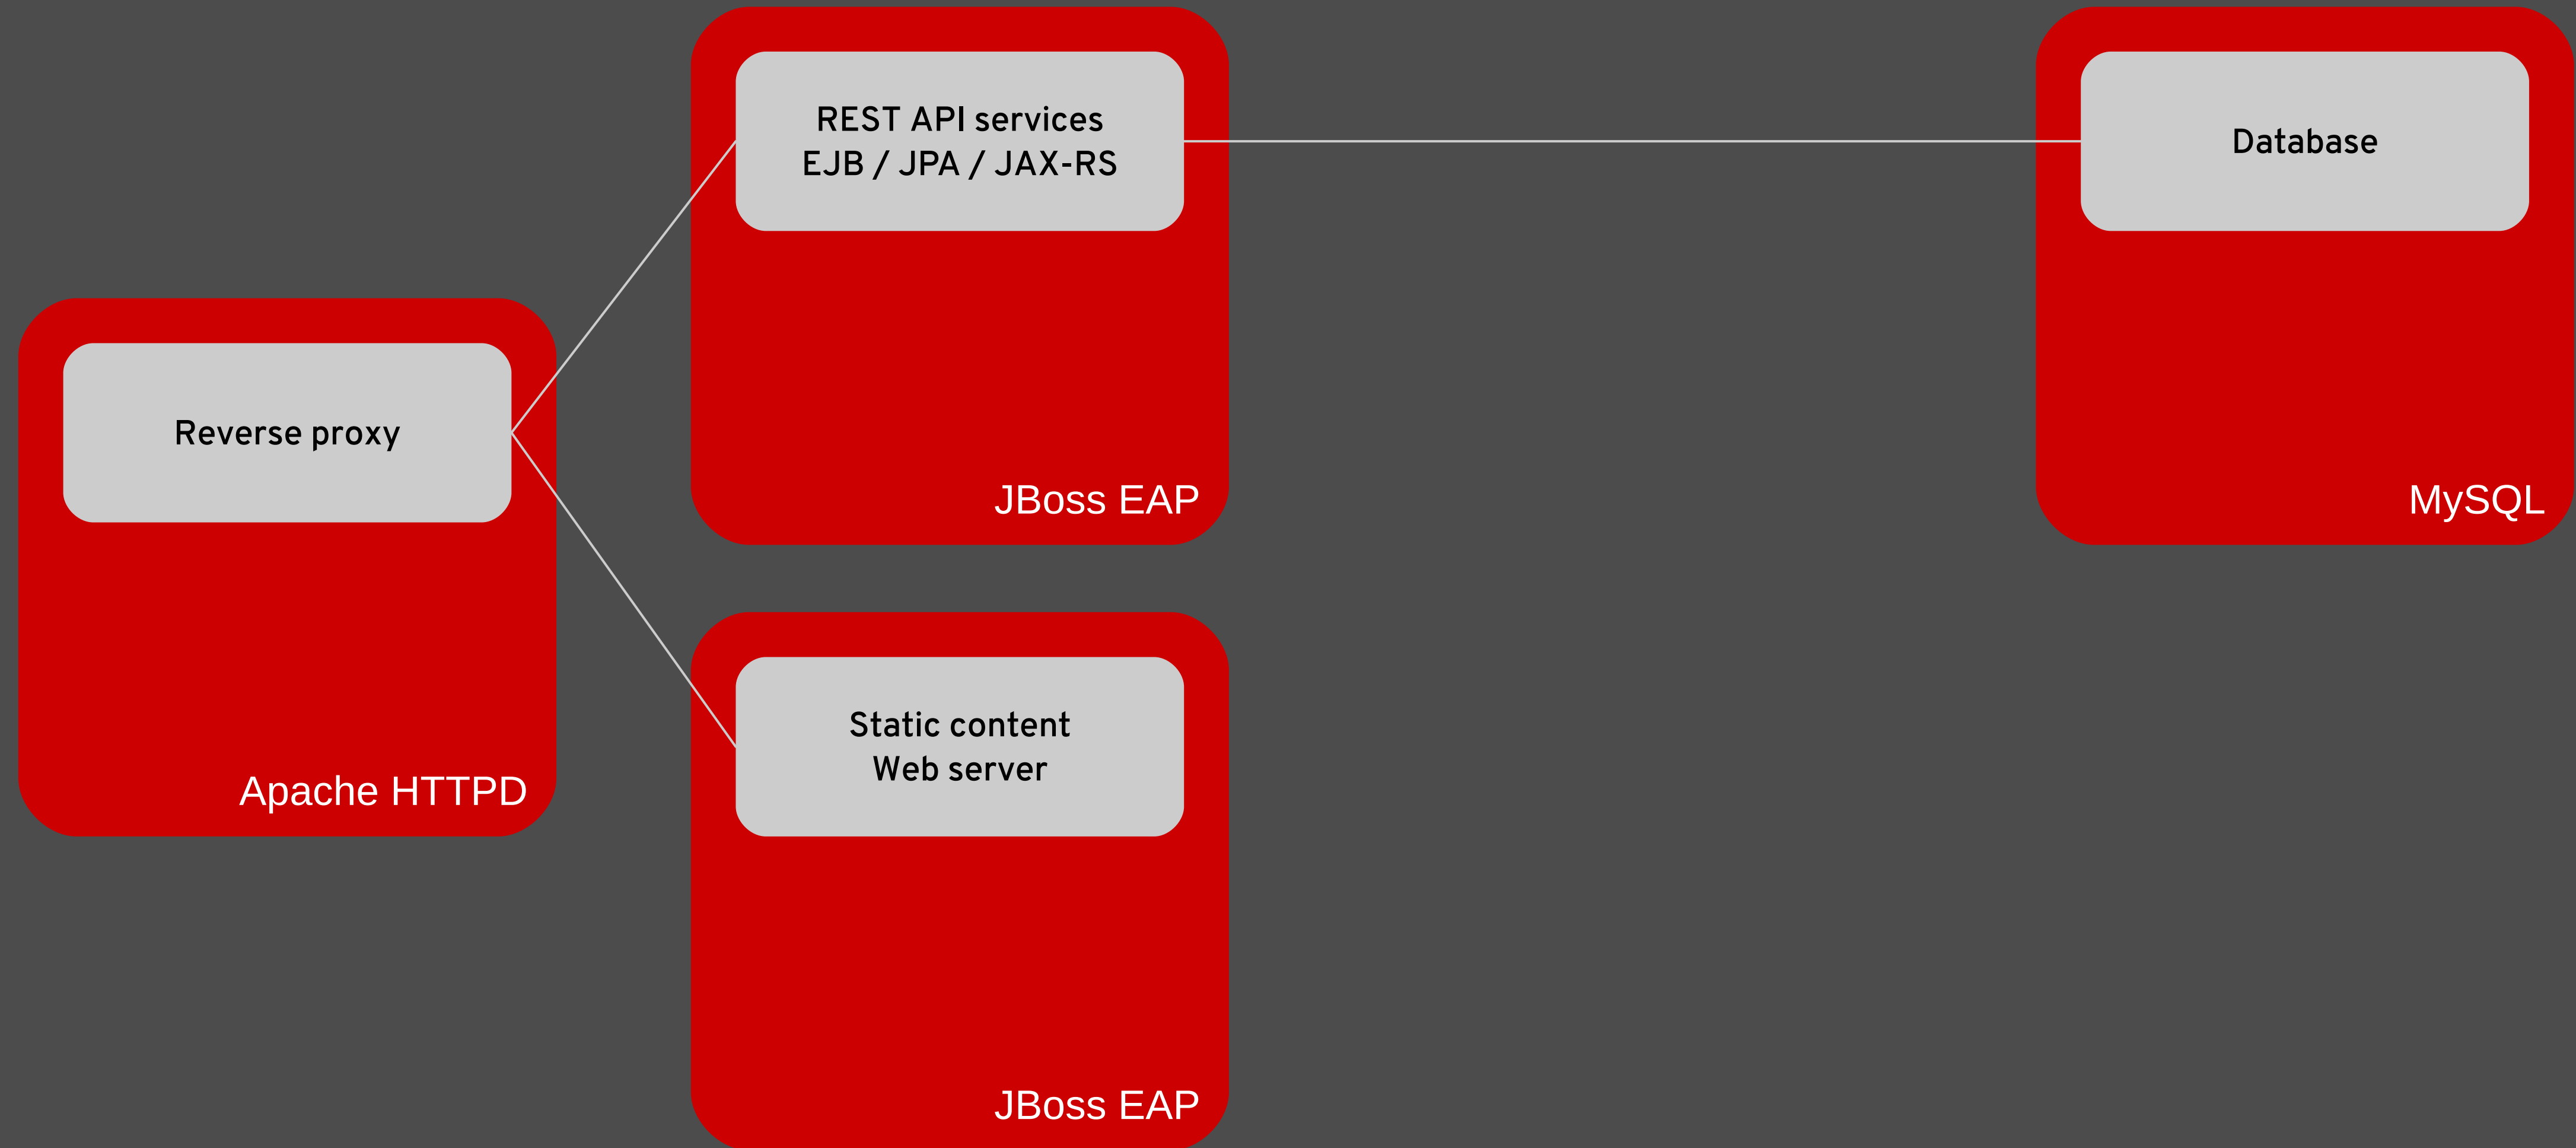 Reverse proxy
Apache HTTPD
REST API services
EJB / JPA / JAX-RS
JBoss EAP
Static content
Web server
JBoss EAP
Database
MySQL